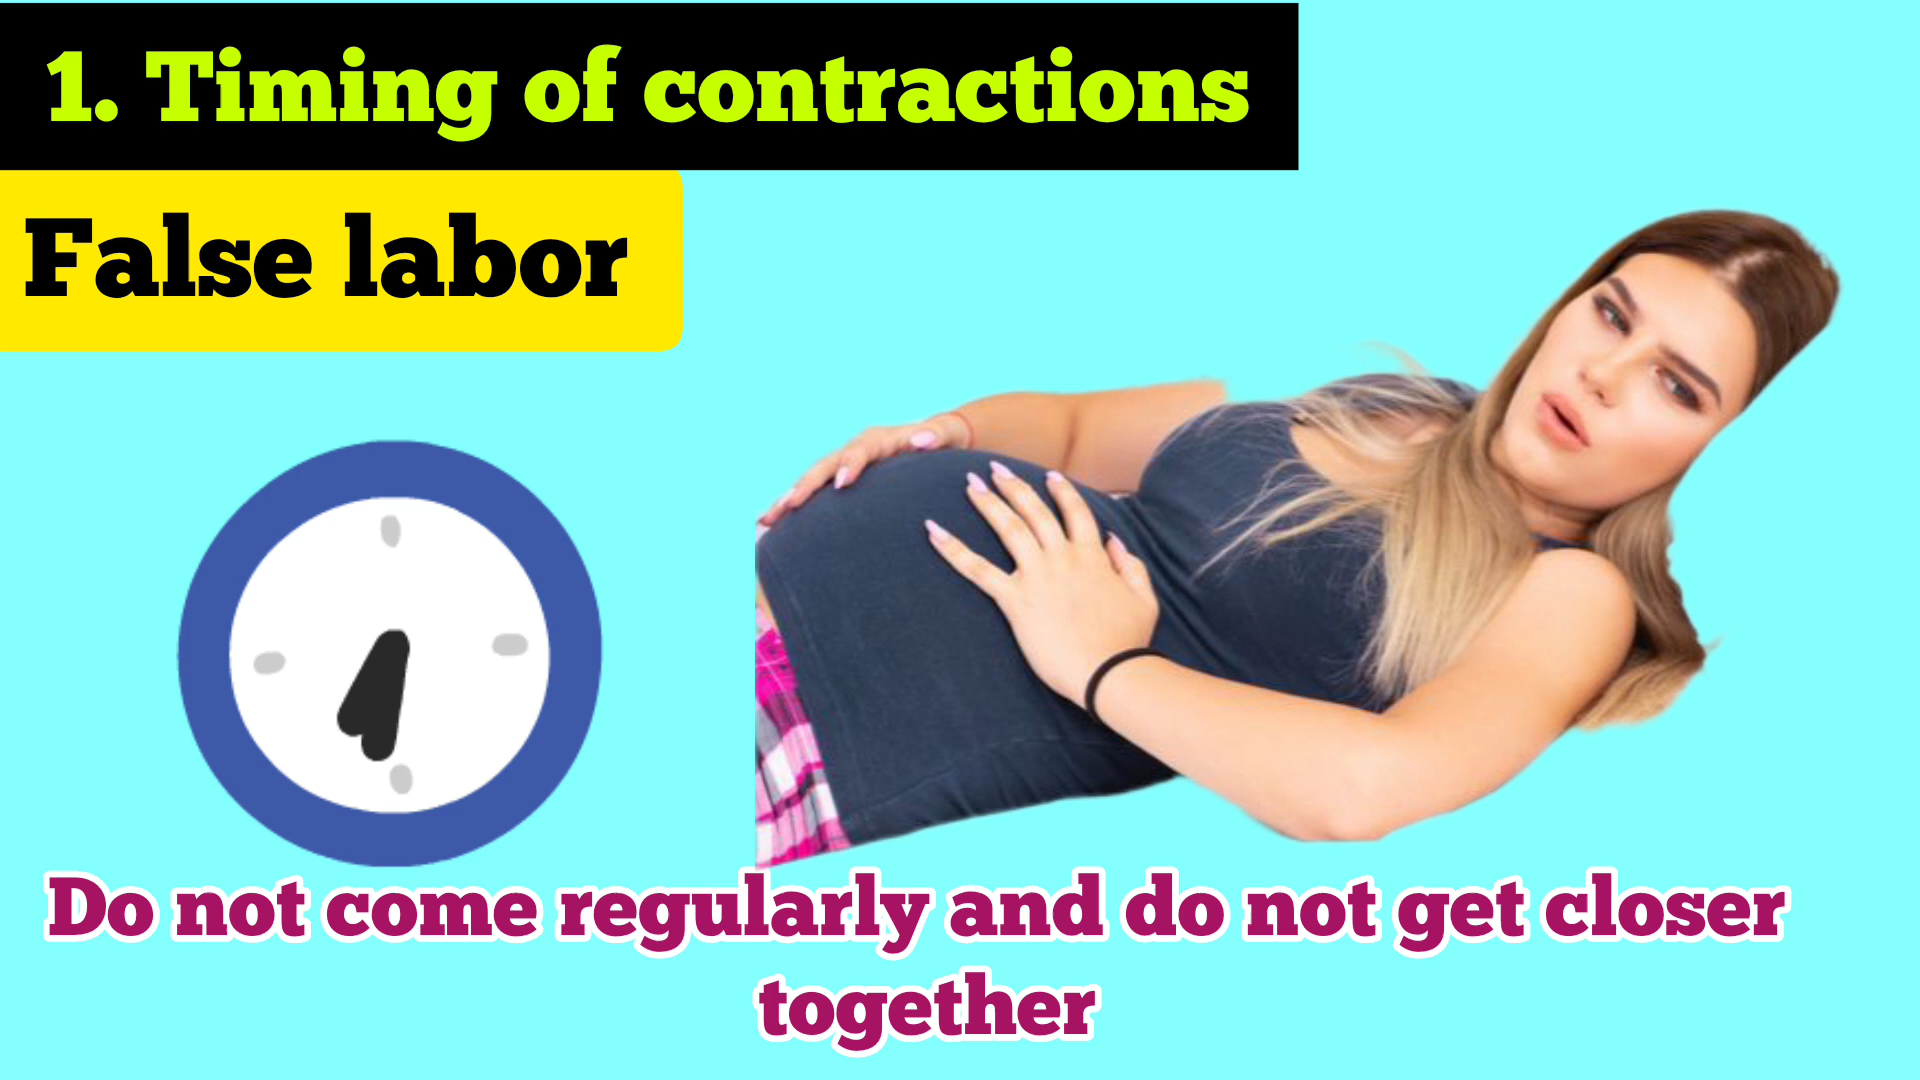 1. Timing of contractions
False labor
Do not come regularly and do not get closer
together